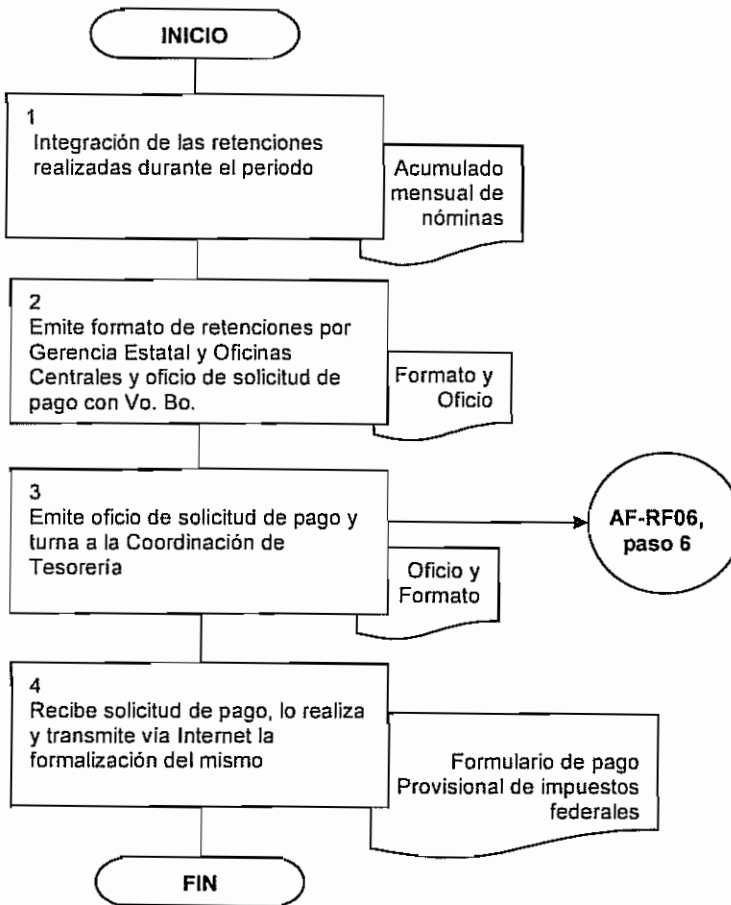 INICIO
1
Integración de las retenciones
realizadas durante el periodo
Acumulado
mensual de
nóminas
2
Emite formato de retenciones por
Gerencia Estatal y Oficinas
Centrales y oficio de solicitud de
pago con Vo. Bo.
Formato y
Oficio
3
Emite oficio de solicitud de pago y
turna a la Coordinación de
Tesorería
AF-RF06,
paso 6
Oficio y
Formato
4
Recibe solicitud de pago, lo realiza
y transmite vía Internet la
formalización del mismo
Formulario de pago
Provisional de impuestos
federales
FIN